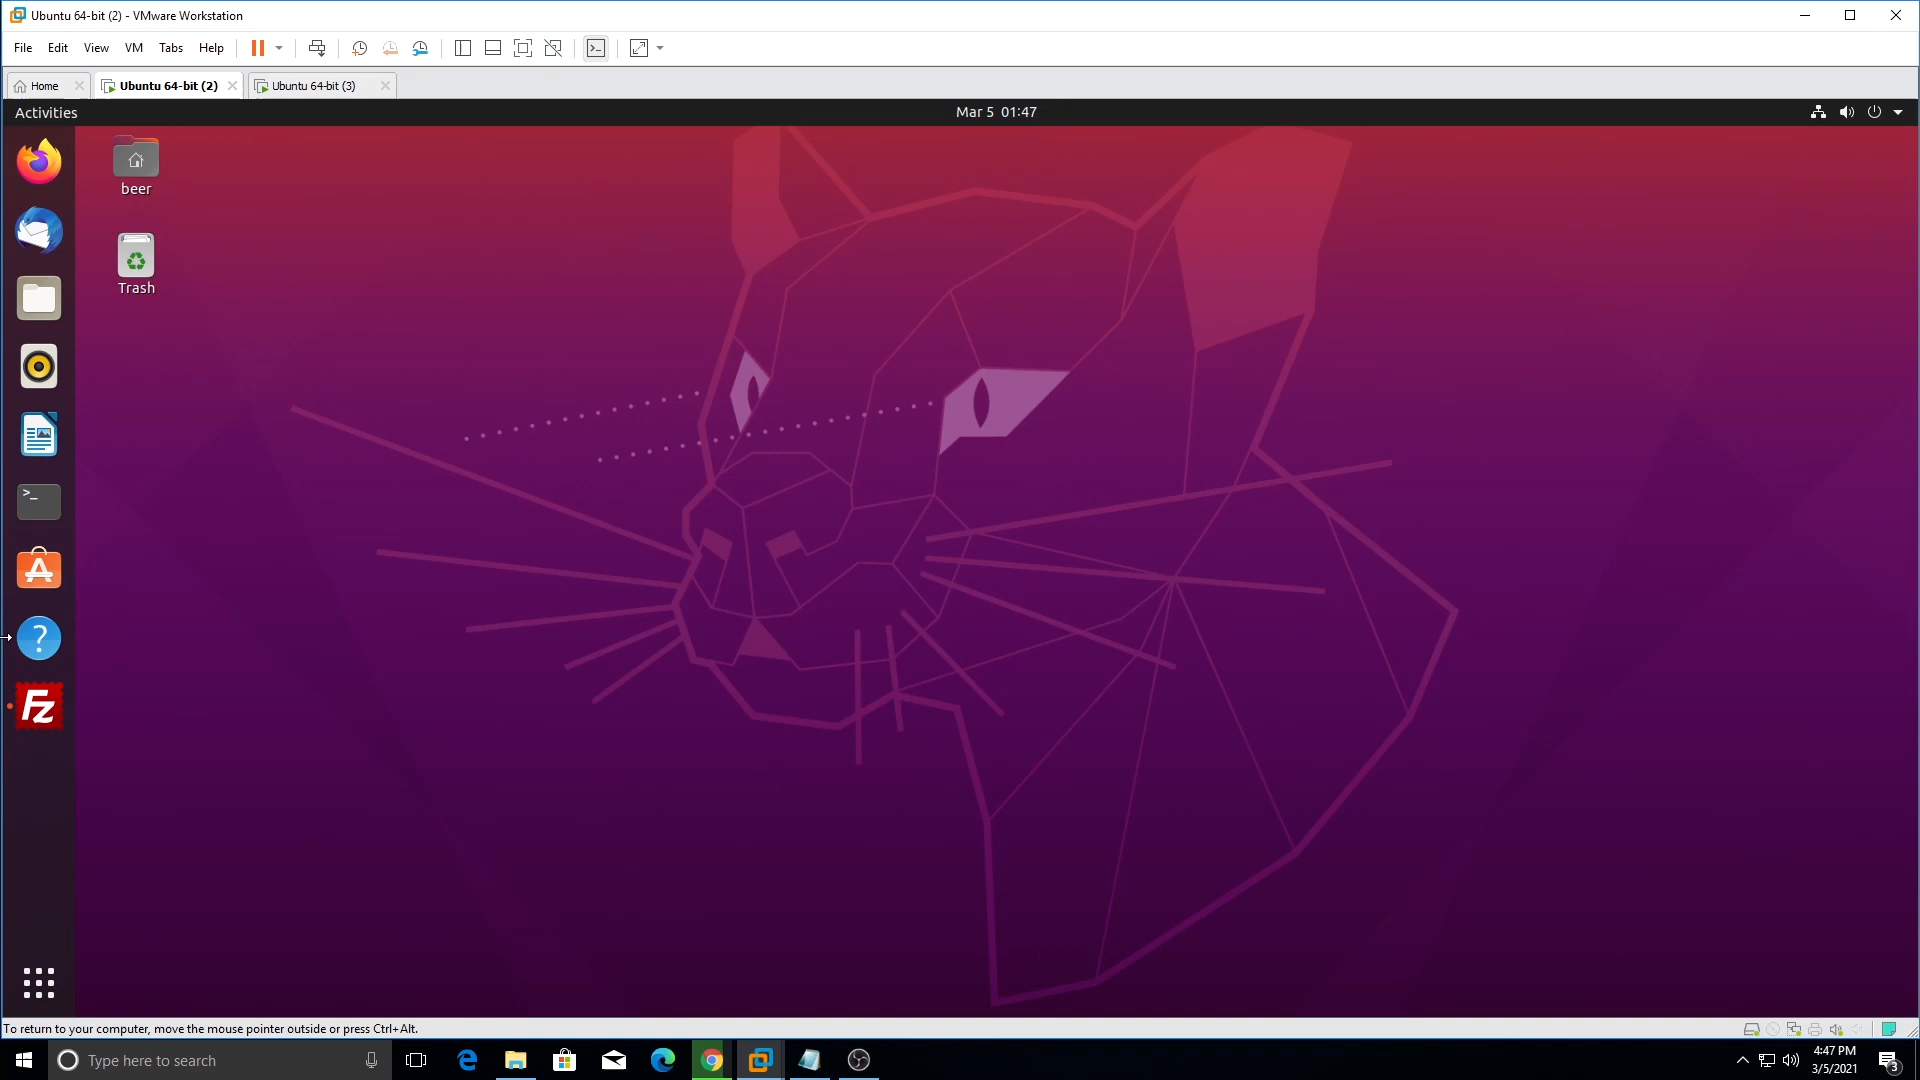 Ubuntu 64-bit (2) - VMware Workstation
File Edit View VM Tabs Help
Home Ubuntu 64-bit (2) Ubuntu 64-bit (3)
Activities Mar 5 01:47
beer
Trash
>_
?
Fz
To return to your computer, move the mouse pointer outside or press Ctrl+Alt.
Type here to search
4:47 PM
3/5/2021
3